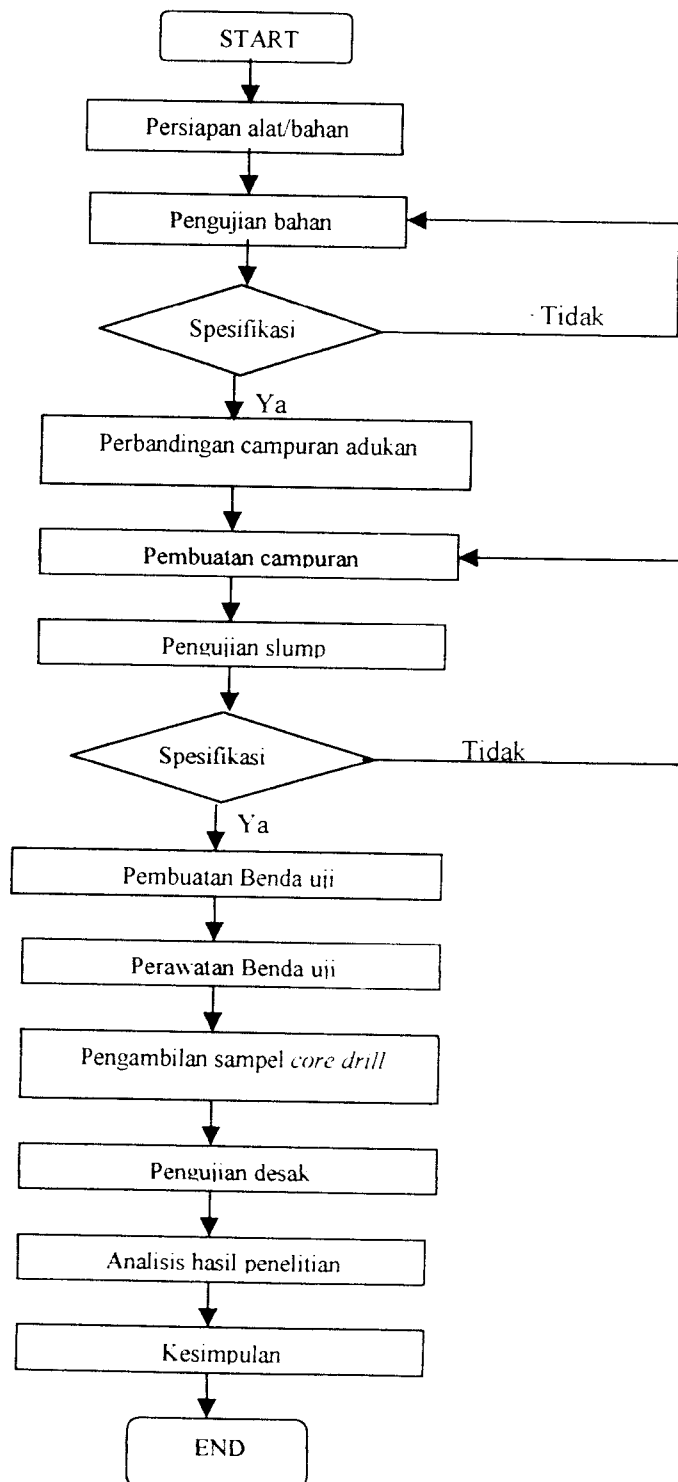 START
Persiapan alat/bahan
Pengujian bahan
Spesifikasi
Tidak
Ya
Perbandingan campuran adukan
Pembuatan campuran
Pengujian slump
Spesifikasi
Tidak
Ya
Pembuatan Benda uji
Perawatan Benda uji
Pengambilan sampel core drill
Pengujian desak
Analisis hasil penelitian
Kesimpulan
END